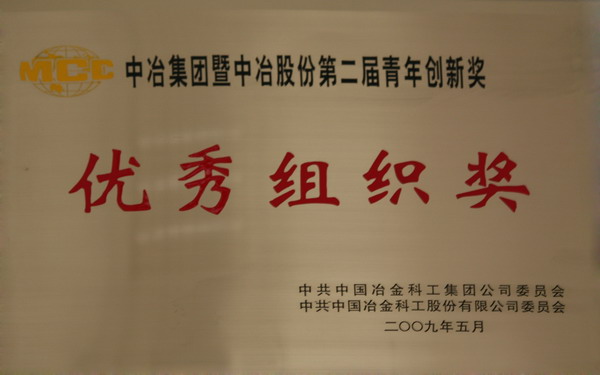 MCC 中冶集团暨中冶股份第二届青年创新奖
优秀组织奖
中共中国冶金科工集团公司委员会
中共中国冶金科工股份有限公司委员会
二〇〇九年五月